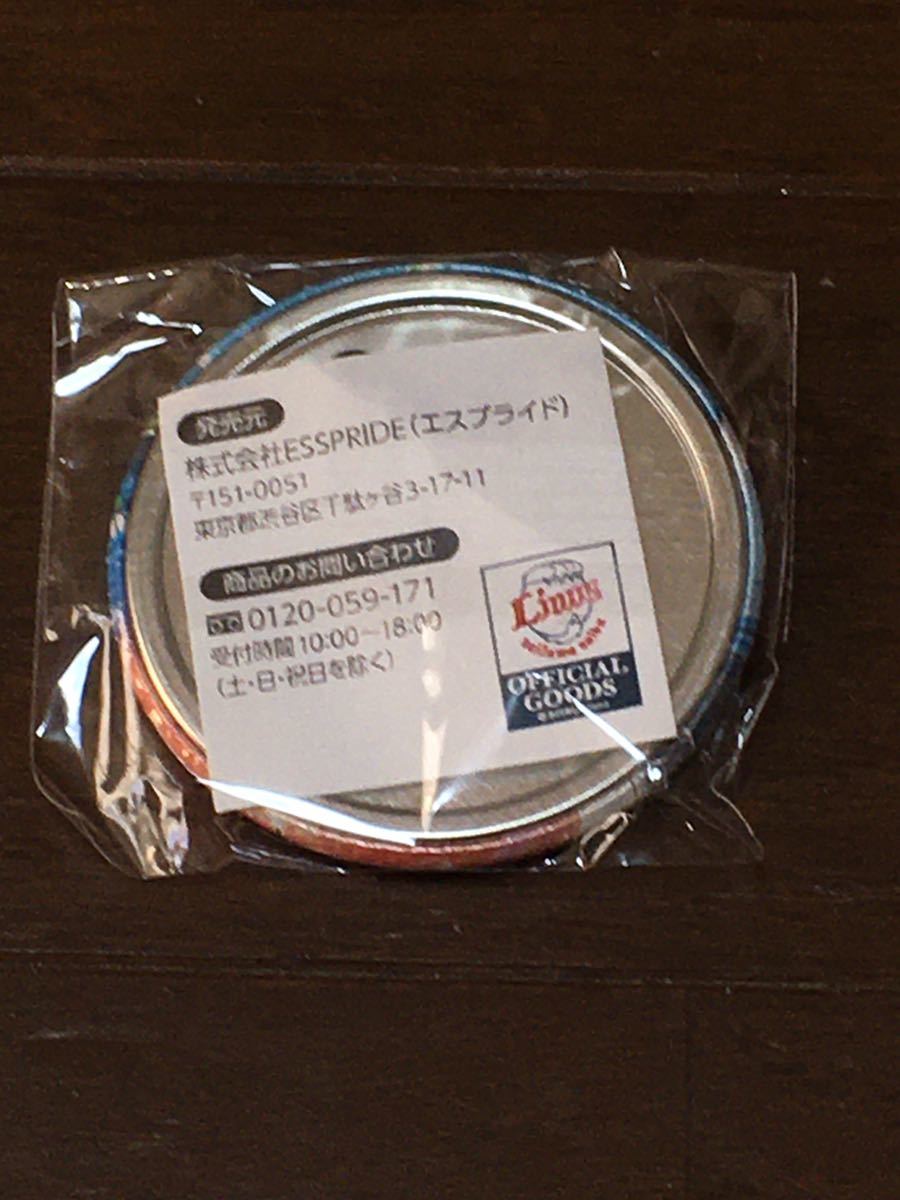 発売元
株式会社ESSPRIDE(エスプライド)
〒151-0051
東京都渋谷区千駄ヶ谷3-17-11
商品のお問い合わせ
0120-059-171
受付時間10:00～18:00
(土・日・祝日を除く)
Linus
OFFICIAL
GOODS